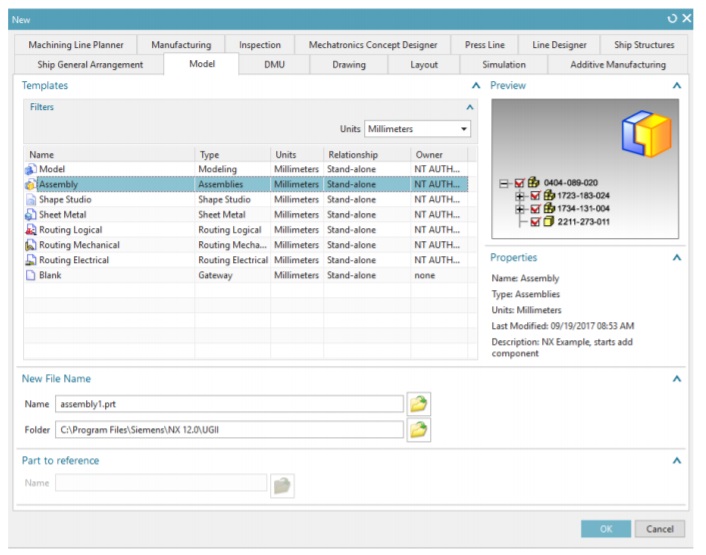 New
Machining Line Planner Manufacturing Inspection Mechatronics Concept Designer Press Line Line Designer Ship Structures
Ship General Arrangement Model DMU Drawing Layout Simulation Additive Manufacturing
Templates
Filters
Units Millimeters
Name Type Units Relationship Owner
Model Modeling Millimeters Stand-alone NT AUTH...
Assembly Assemblies Millimeters Stand-alone NT AUTH...
Shape Studio Shape Studio Millimeters Stand-alone NT AUTH...
Sheet Metal Sheet Metal Millimeters Stand-alone NT AUTH...
Routing Logical Routing Logical Millimeters Stand-alone NT AUTH...
Routing Mechanical Routing Mecha... Millimeters Stand-alone NT AUTH...
Routing Electrical Routing Electrical Millimeters Stand-alone NT AUTH...
Blank Gateway Millimeters Stand-alone none
Preview
0404-089-020
1723-183-024
1734-131-004
2211-273-011
Properties
Name: Assembly
Type: Assemblies
Units: Millimeters
Last Modified: 09/19/2017 08:53 AM
Description: NX Example, starts add
component
New File Name
Name assembly1.prt
Folder C:\Program Files\Siemens\NX 12.0\UGII
Part to reference
Name
OK Cancel